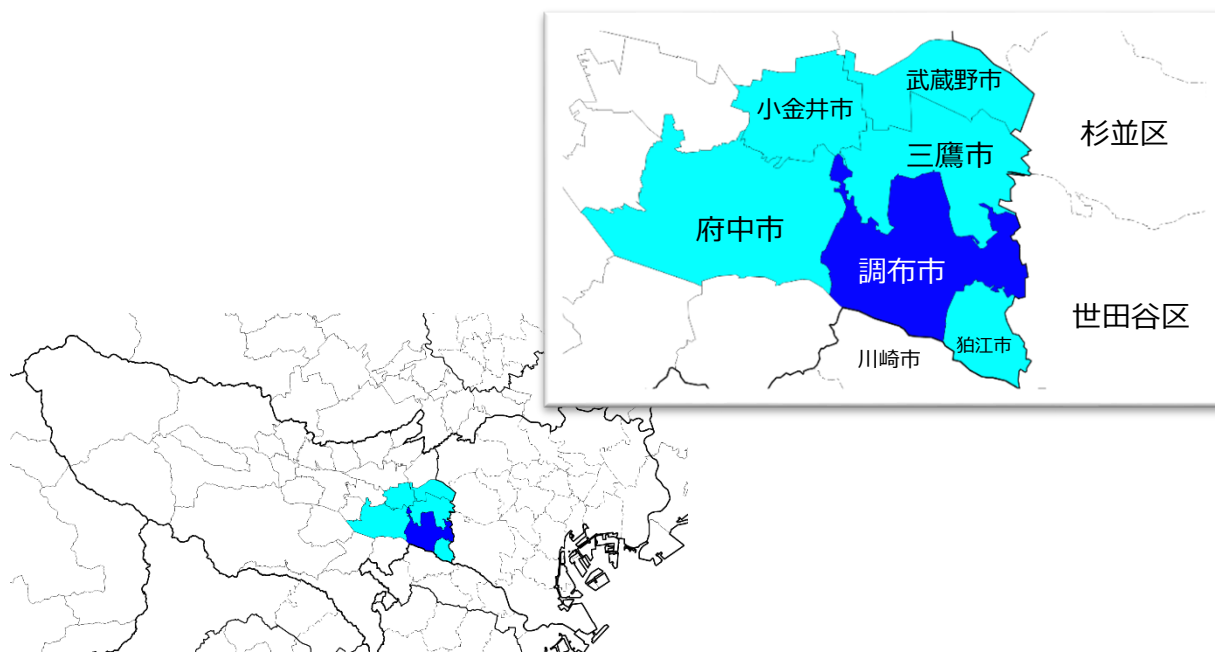 武蔵野市
小金井市
杉並区
三鷹市
府中市
調布市
世田谷区
狛江市
川崎市